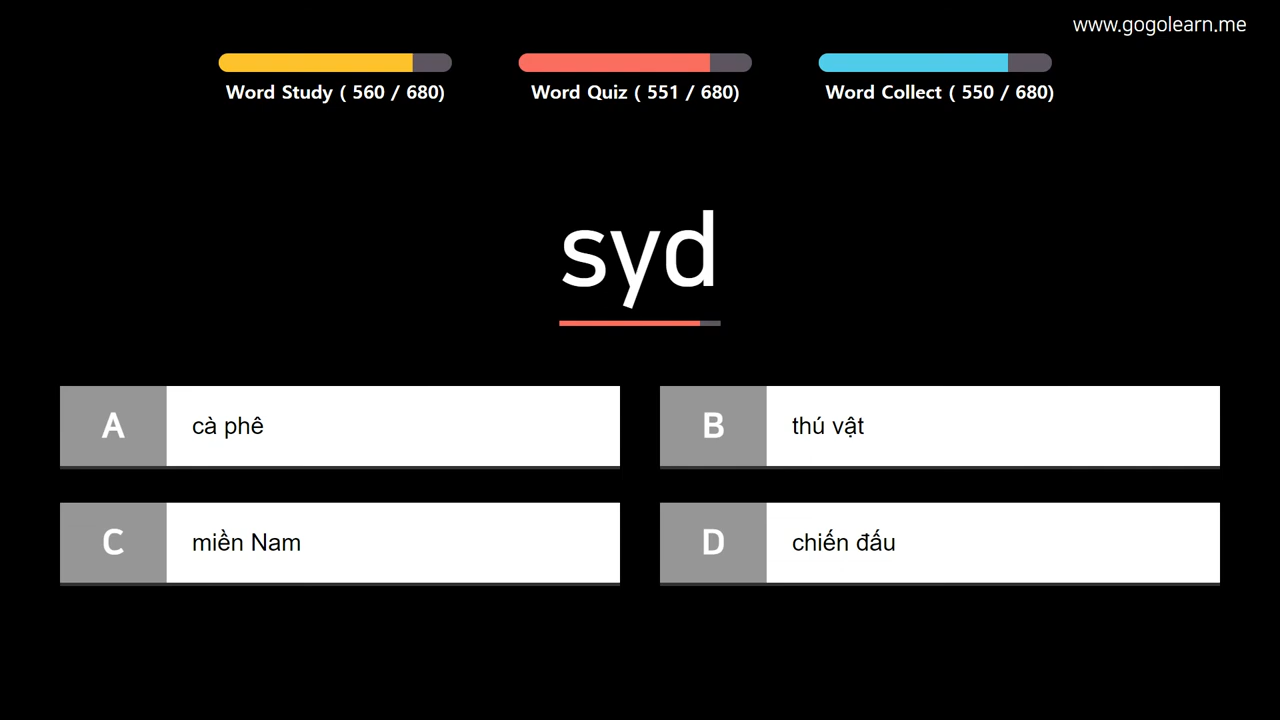 www.gogolearn.me
Word Study ( 560 / 680)
Word Quiz ( 551 / 680)
Word Collect ( 550 / 680)
syd
A cà phê
B thú vật
C miền Nam
D chiến đấu